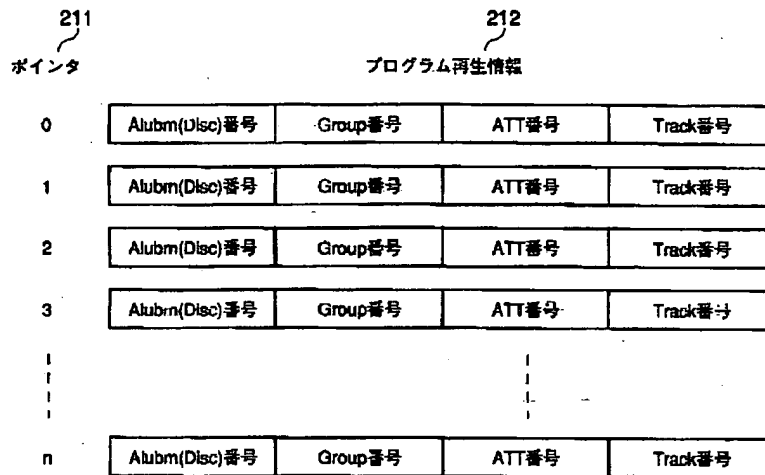 211 212
ポインタ プログラム再生情報
0 Alubm(Disc)番号 Group番号 ATT番号 Track番号
1 Alubm(Disc)番号 Group番号 ATT番号 Track番号
2 Alubm(Disc)番号 Group番号 ATT番号 Track番号
3 Alubm(Disc)番号 Group番号 ATT番号 Track番号
n Alubm(Disc)番号 Group番号 ATT番号 Track番号